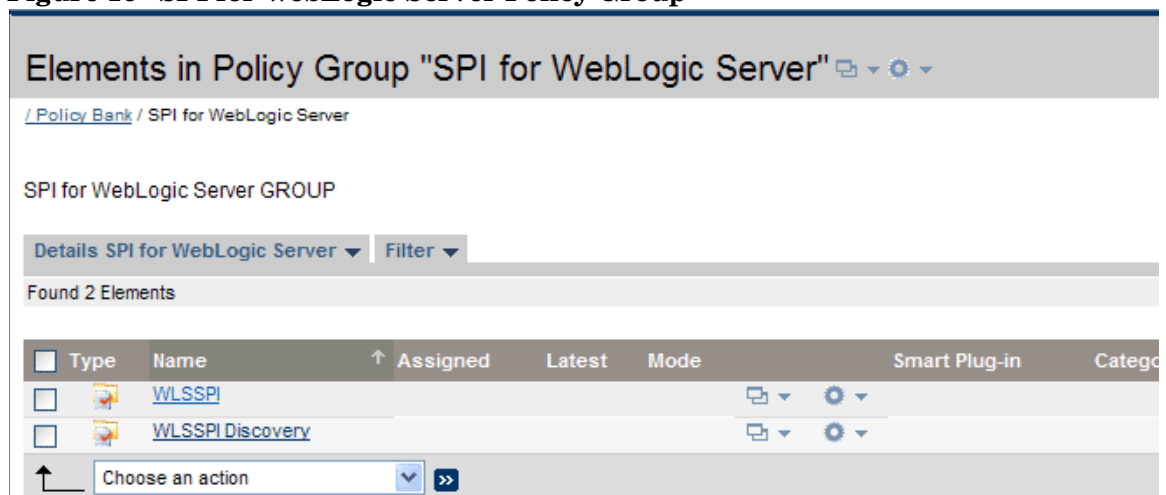 Figure 18 SPI for WebLogic Server Policy Group
Elements in Policy Group "SPI for WebLogic Server"
/ Policy Bank / SPI for WebLogic Server
SPI for WebLogic Server GROUP
Details SPI for WebLogic Server Filter
Found 2 Elements
Type Name Assigned Latest Mode Smart Plug-in Catego
WLSSPI
WLSSPI Discovery
Choose an action